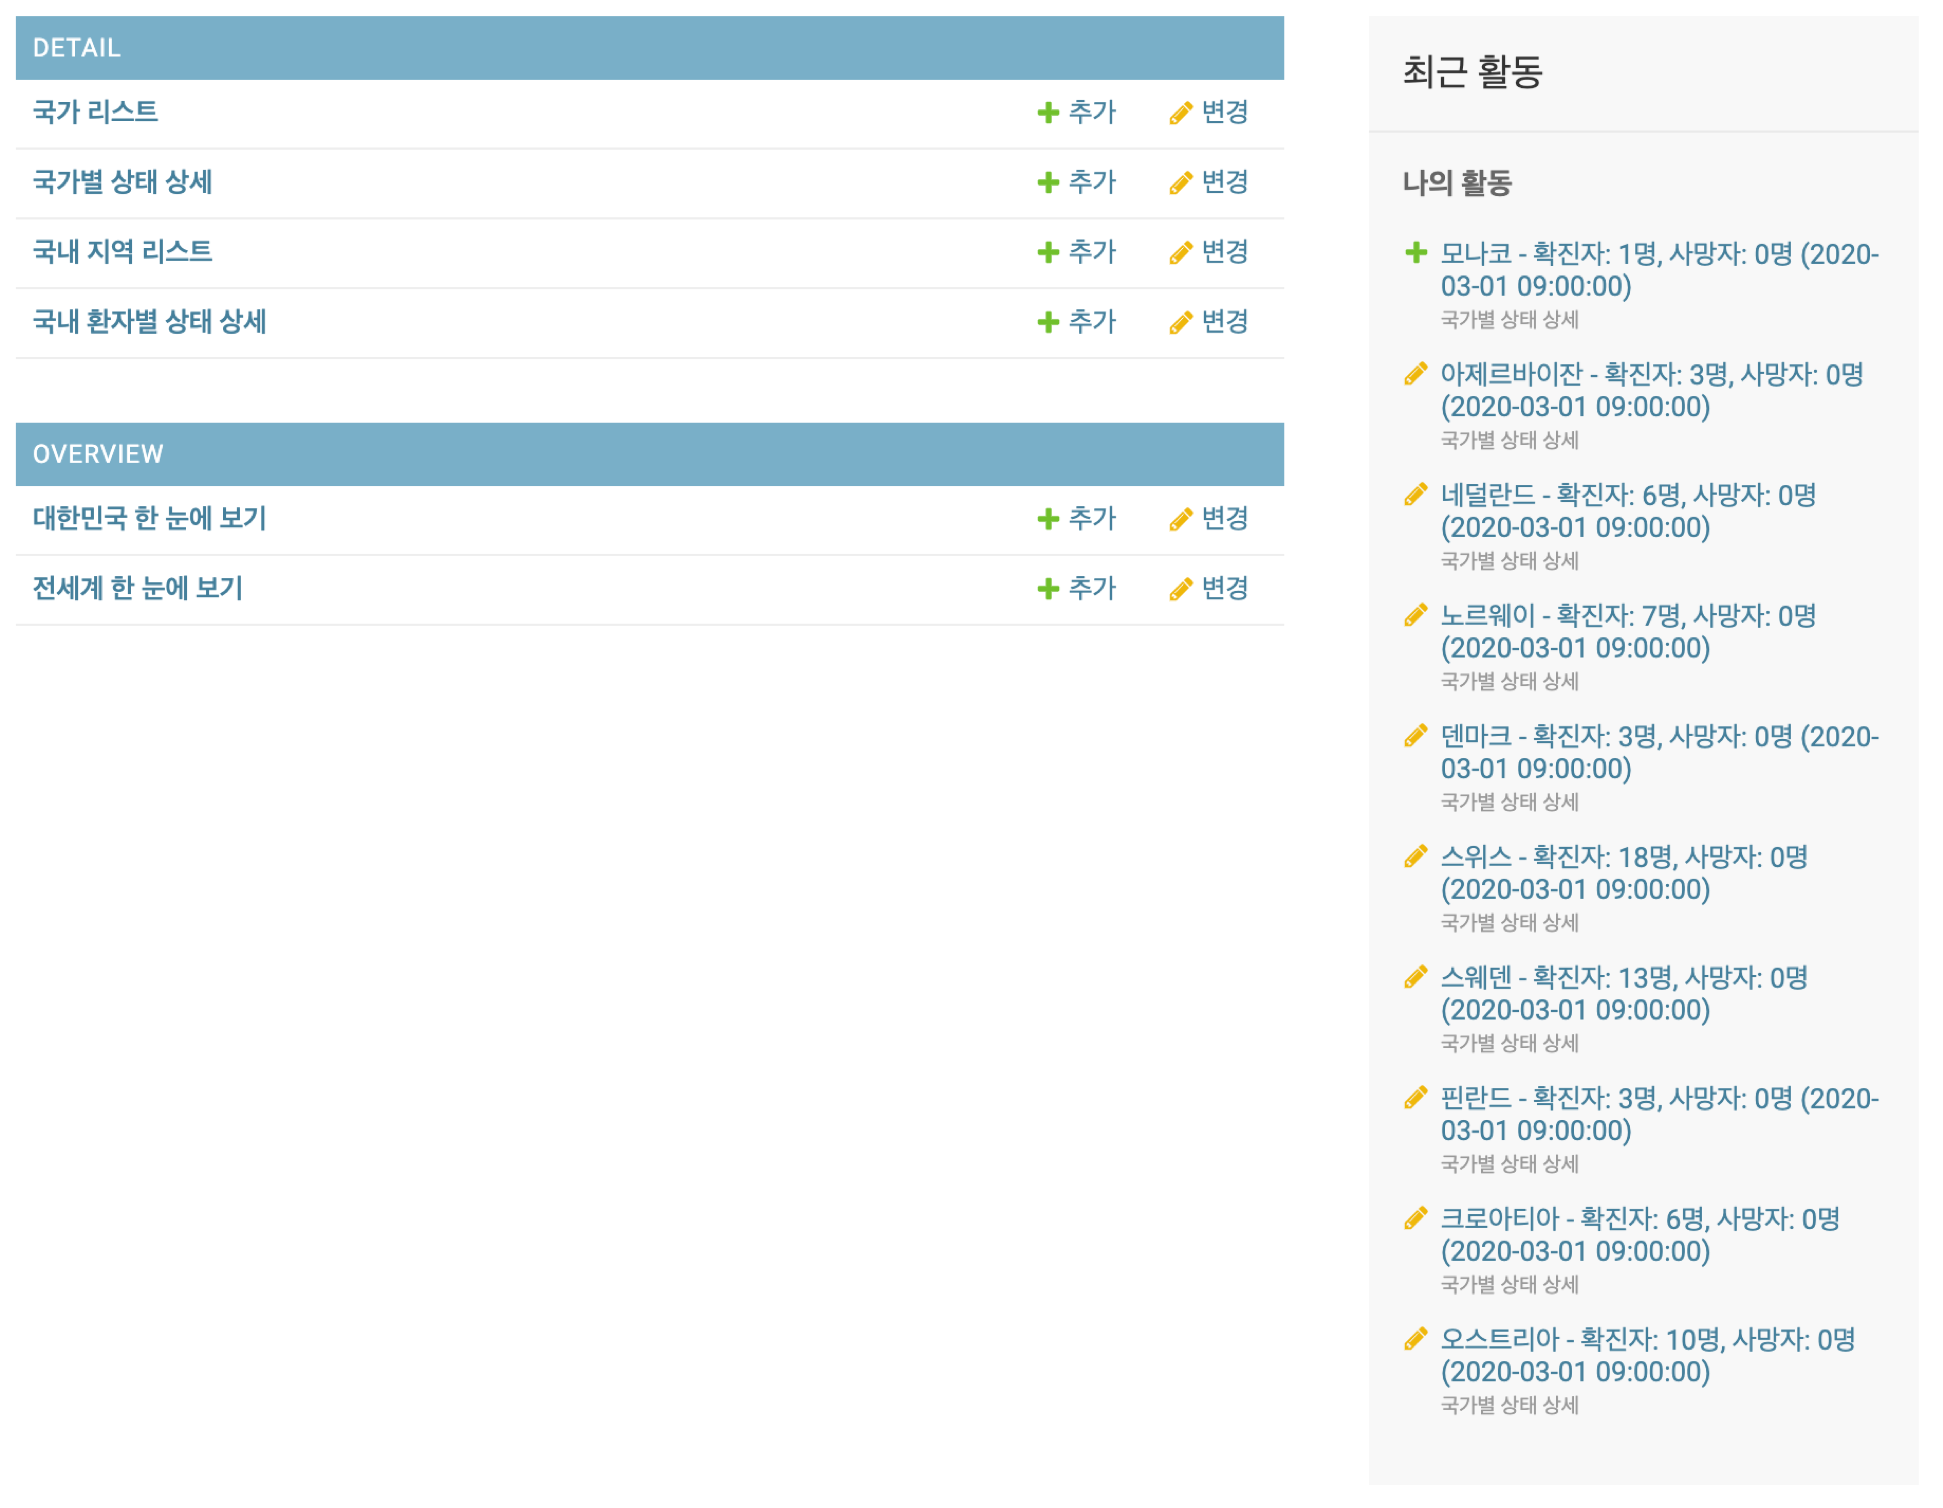 DETAIL
국가 리스트 추가 변경
국가별 상태 상세 추가 변경
국내 지역 리스트 추가 변경
국내 환자별 상태 상세 추가 변경
OVERVIEW
대한민국 한 눈에 보기 추가 변경
전세계 한 눈에 보기 추가 변경
최근 활동
나의 활동
모나코 - 확진자: 1명, 사망자: 0명 (2020-
03-01 09:00:00)
국가별 상태 상세
아제르바이잔 - 확진자: 3명, 사망자: 0명
(2020-03-01 09:00:00)
국가별 상태 상세
네덜란드 - 확진자: 6명, 사망자: 0명
(2020-03-01 09:00:00)
국가별 상태 상세
노르웨이 - 확진자: 7명, 사망자: 0명
(2020-03-01 09:00:00)
국가별 상태 상세
덴마크 - 확진자: 3명, 사망자: 0명 (2020-
03-01 09:00:00)
국가별 상태 상세
스위스 - 확진자: 18명, 사망자: 0명
(2020-03-01 09:00:00)
국가별 상태 상세
스웨덴 - 확진자: 13명, 사망자: 0명
(2020-03-01 09:00:00)
국가별 상태 상세
핀란드 - 확진자: 3명, 사망자: 0명 (2020-
03-01 09:00:00)
국가별 상태 상세
크로아티아 - 확진자: 6명, 사망자: 0명
(2020-03-01 09:00:00)
국가별 상태 상세
오스트리아 - 확진자: 10명, 사망자: 0명
(2020-03-01 09:00:00)
국가별 상태 상세